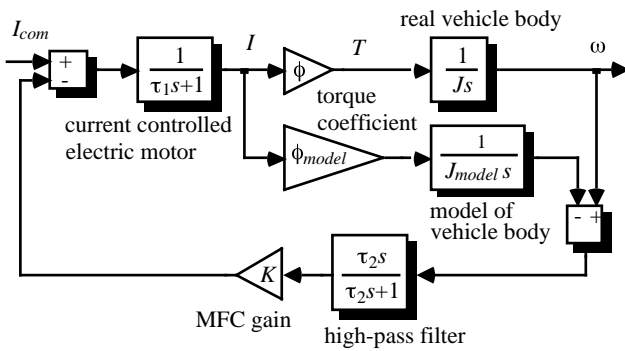 real vehicle body
I_com
I
T
ω
+
-
1
τ₁s+1
ϕ
1
Js
current controlled
electric motor
torque
coefficient
ϕ_model
1
J_model s
model of
vehicle body
- +
K
τ₂s
τ₂s+1
MFC gain
high-pass filter